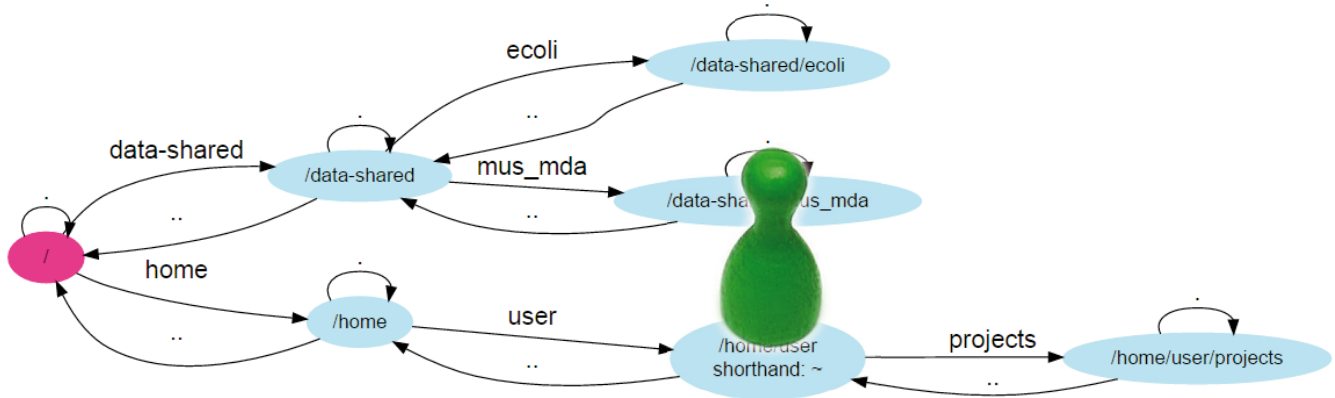 .
ecoli
/data-shared/ecoli
..
.
data-shared
/data-shared
mus_mda
.
/data-sha us_mda
..
.
..
/
home
.
/home
..
user
/home/user
shorthand: ~
..
projects
.
/home/user/projects
..